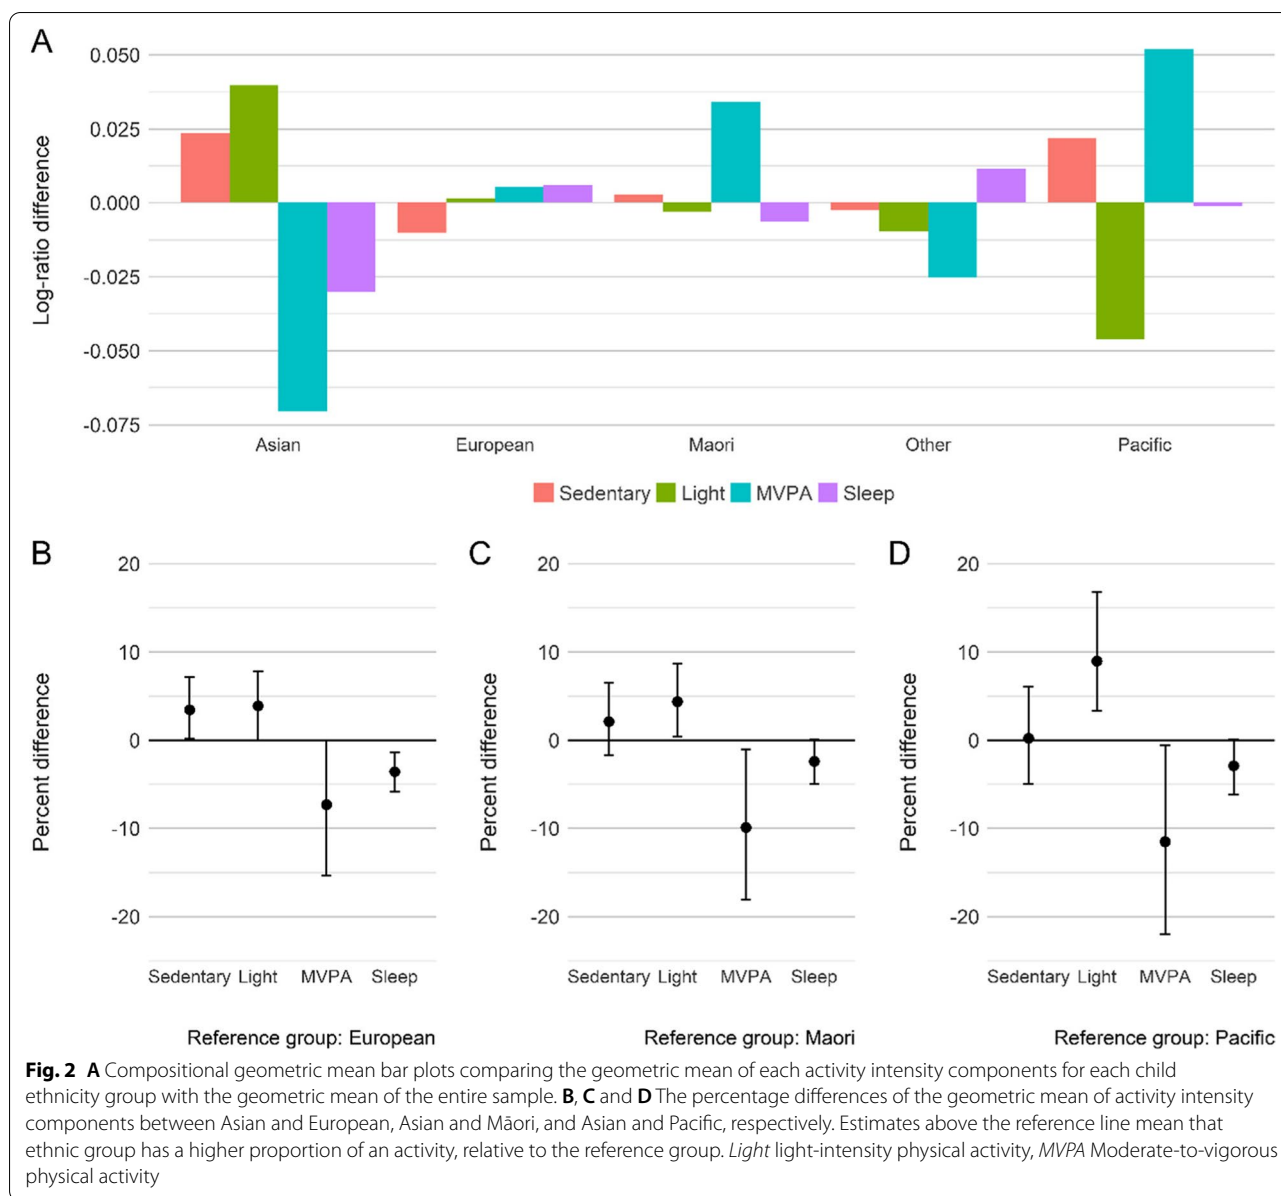 A
0.050
0.025
0.000
-0.025
-0.050
-0.075
Log-ratio difference
Asian European Maori Other Pacific
Sedentary Light MVPA Sleep
B
20
10
0
-10
-20
Percent difference
Sedentary Light MVPA Sleep
Reference group: European
C
20
10
0
-10
-20
Percent difference
Sedentary Light MVPA Sleep
Reference group: Maori
D
20
10
0
-10
-20
Percent difference
Sedentary Light MVPA Sleep
Reference group: Pacific
Fig. 2 A Compositional geometric mean bar plots comparing the geometric mean of each activity intensity components for each child
ethnicity group with the geometric mean of the entire sample. B, C and D The percentage differences of the geometric mean of activity intensity
components between Asian and European, Asian and Māori, and Asian and Pacific, respectively. Estimates above the reference line mean that
ethnic group has a higher proportion of an activity, relative to the reference group. Light light-intensity physical activity, MVPA Moderate-to-vigorous
physical activity